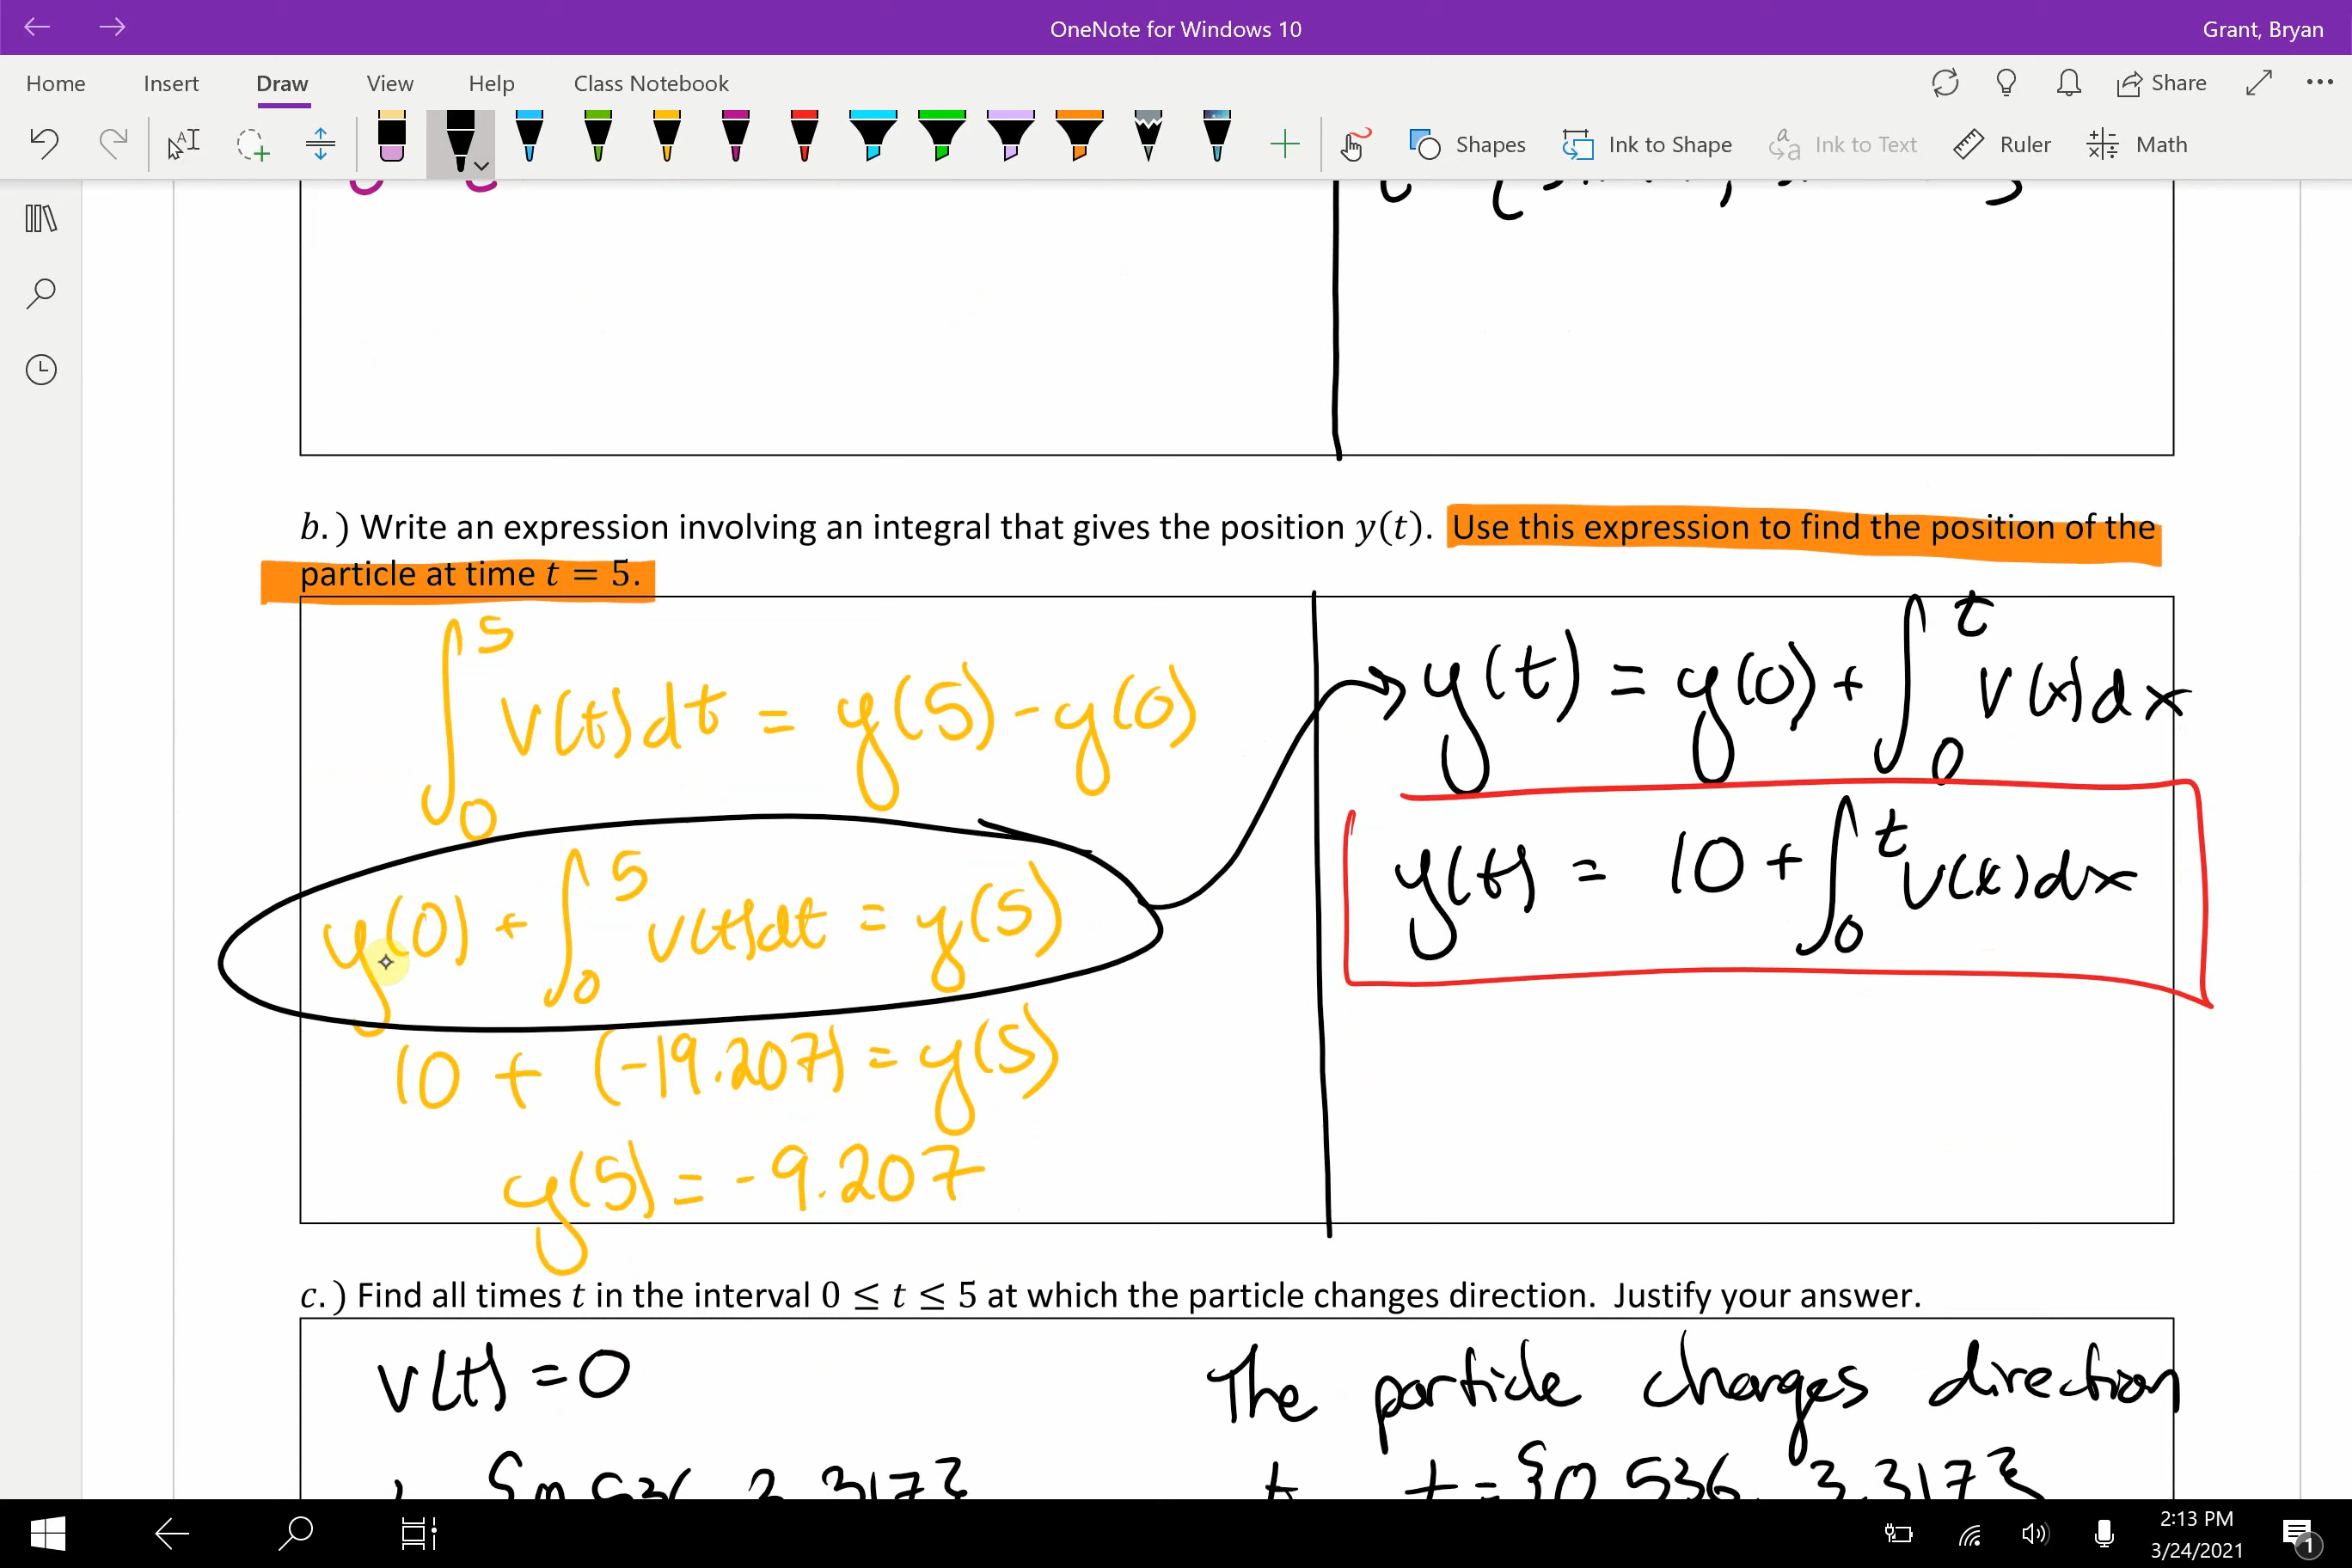 OneNote for Windows 10
Grant, Bryan
Home Insert Draw View Help Class Notebook Share
Shapes Ink to Shape Ink to Text Ruler Math
b.) Write an expression involving an integral that gives the position y(t). Use this expression to find the position of the
particle at time t = 5.
∫₀⁵ v(t)dt = y(5) - y(0)
y(0) + ∫₀⁵ v(t)dt = y(5)
10 + (-19.207) = y(5)
y(5) = -9.207
y(t) = y(0) + ∫₀ᵗ v(x)dx
y(t) = 10 + ∫₀ᵗ v(x)dx
c.) Find all times t in the interval 0 ≤ t ≤ 5 at which the particle changes direction. Justify your answer.
v(t) = 0
The particle changes direction
t = {0.536, 3.317}
2:13 PM
3/24/2021
1